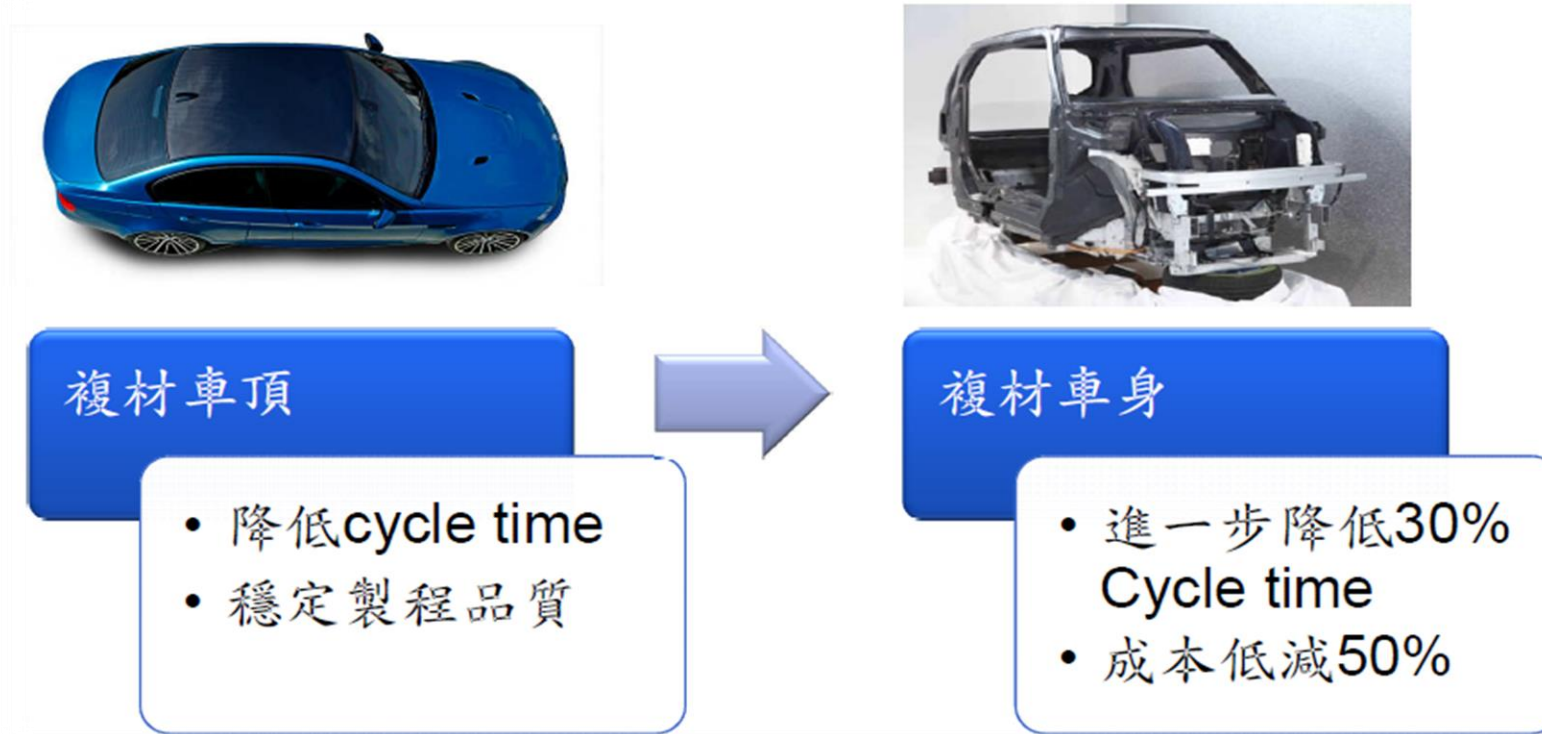 複材車頂
• 降低cycle time
• 穩定製程品質
複材車身
• 進一步降低30%
Cycle time
• 成本低減50%